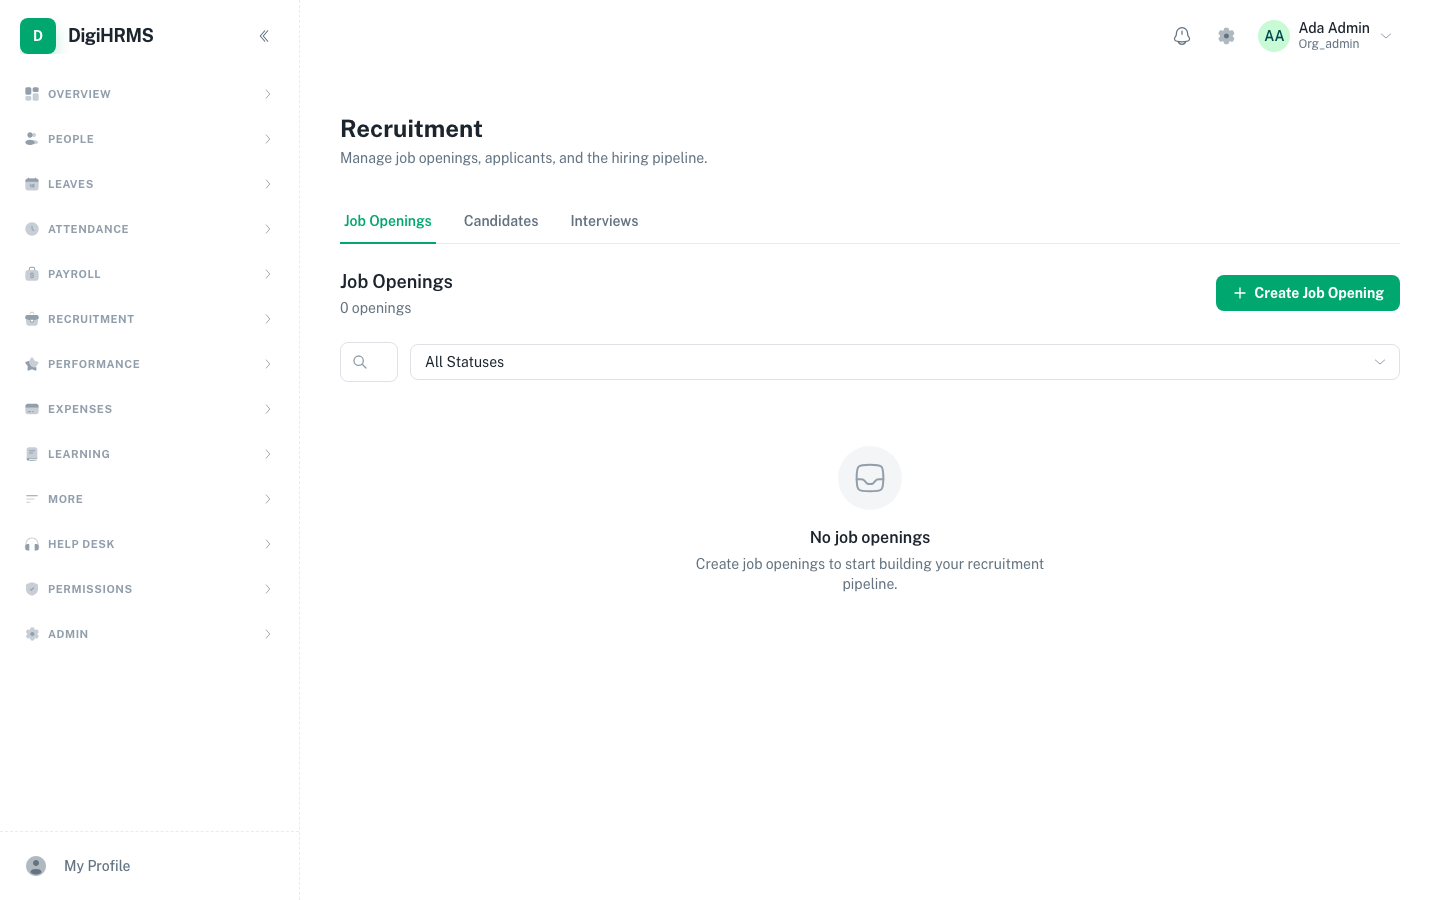 D
DigiHRMS
OVERVIEW
PEOPLE
LEAVES
ATTENDANCE
PAYROLL
RECRUITMENT
PERFORMANCE
EXPENSES
LEARNING
MORE
HELP DESK
PERMISSIONS
ADMIN
My Profile
AA
Ada Admin
Org_admin
Recruitment
Manage job openings, applicants, and the hiring pipeline.
Job Openings
Candidates
Interviews
Job Openings
0 openings
Create Job Opening
All Statuses
No job openings
Create job openings to start building your recruitment
pipeline.